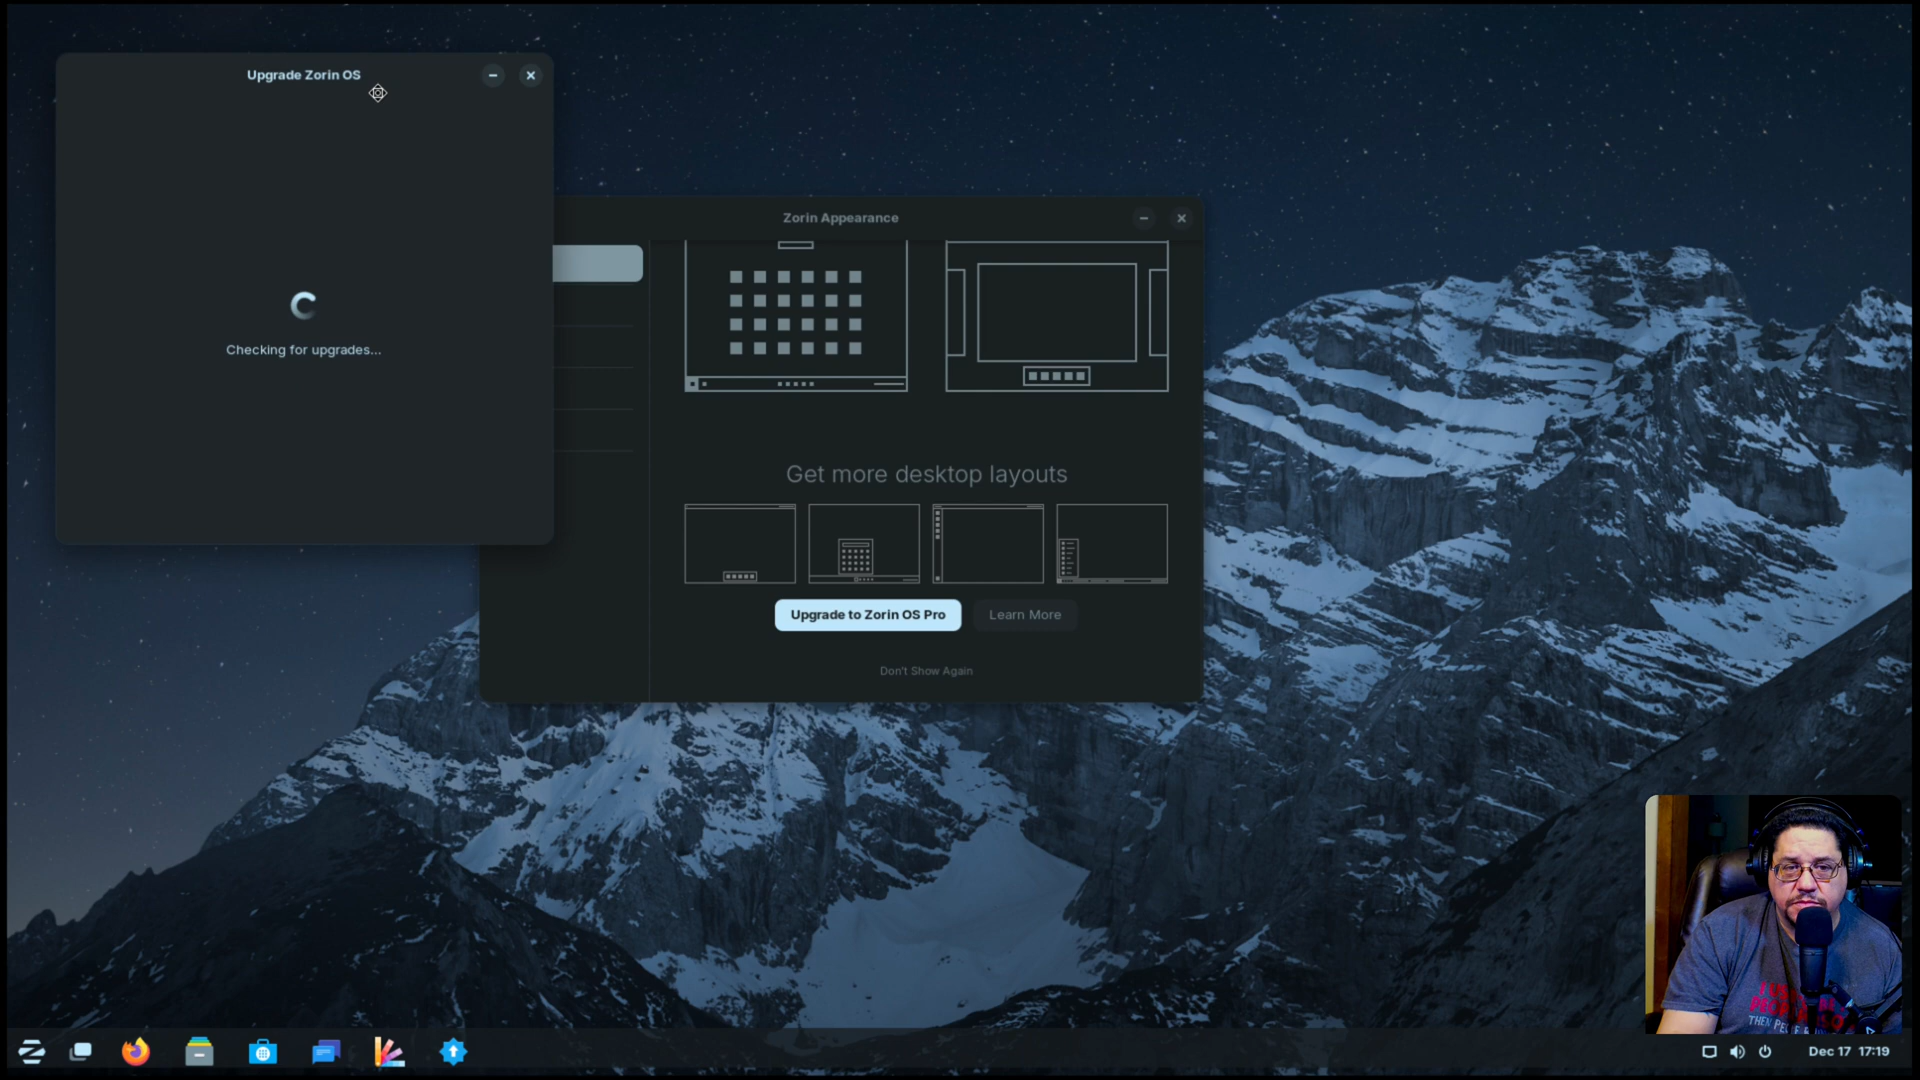 Upgrade Zorin OS
Checking for upgrades...
Zorin Appearance
Get more desktop layouts
Upgrade to Zorin OS Pro
Learn More
Don't Show Again
THEN
Dec 17 17:19